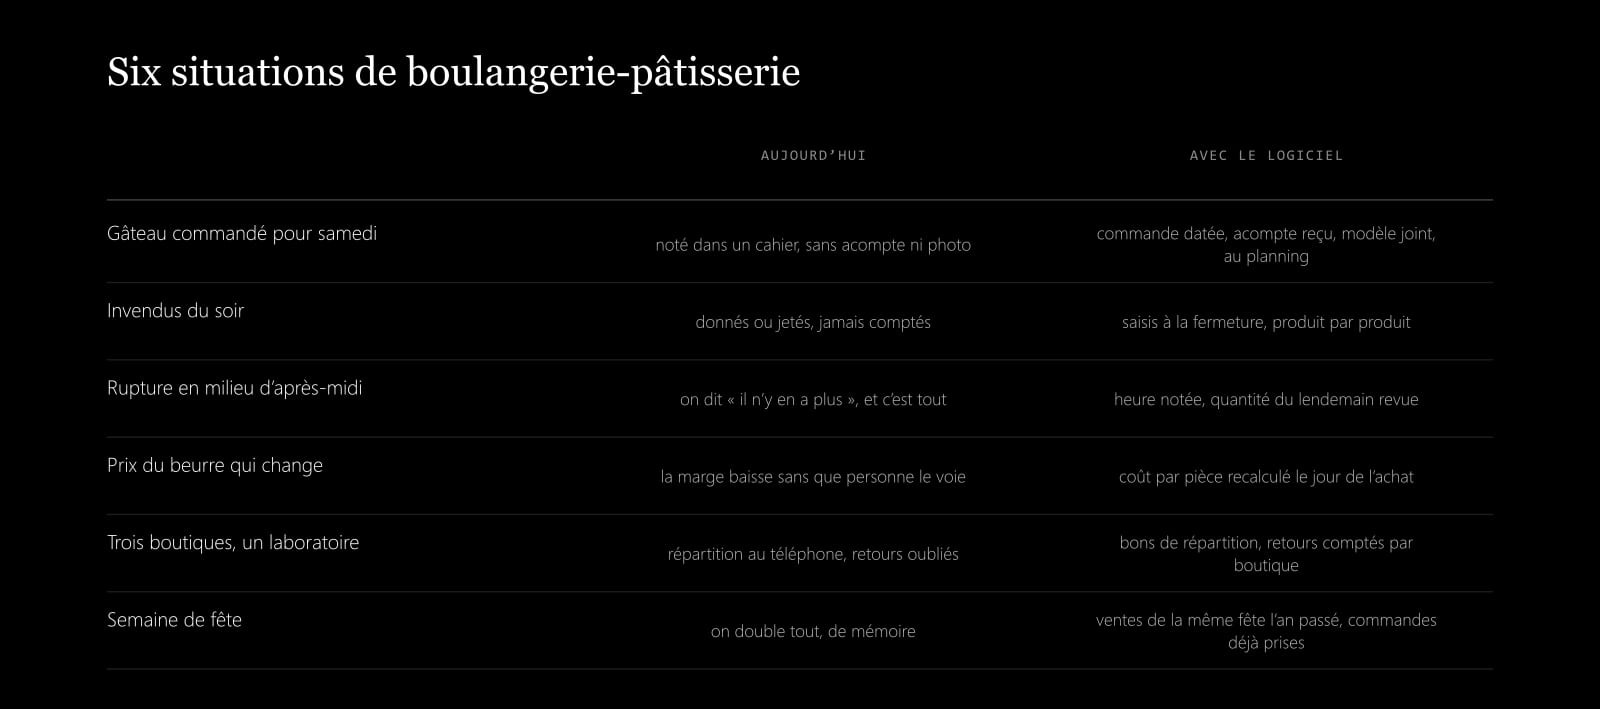 Six situations de boulangerie-pâtisserie
AUJOURD’HUI
AVEC LE LOGICIEL
Gâteau commandé pour samedi
noté dans un cahier, sans acompte ni photo
commande datée, acompte reçu, modèle joint,
au planning
Invendus du soir
donnés ou jetés, jamais comptés
saisis à la fermeture, produit par produit
Rupture en milieu d’après-midi
on dit « il n’y en a plus », et c’est tout
heure notée, quantité du lendemain revue
Prix du beurre qui change
la marge baisse sans que personne le voie
coût par pièce recalculé le jour de l’achat
Trois boutiques, un laboratoire
répartition au téléphone, retours oubliés
bons de répartition, retours comptés par
boutique
Semaine de fête
on double tout, de mémoire
ventes de la même fête l’an passé, commandes
déjà prises